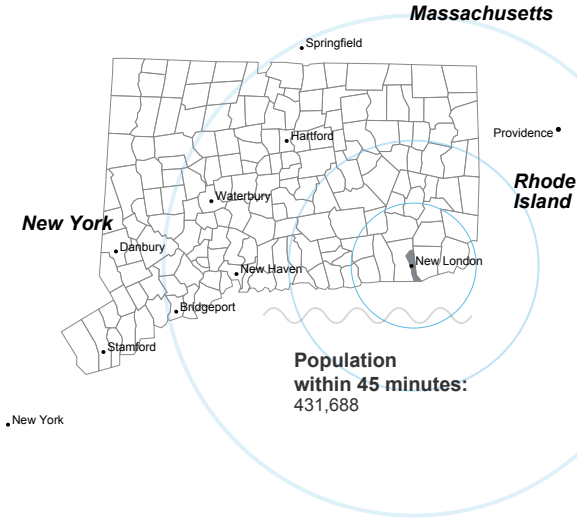 Massachusetts
Springfield
Providence
Hartford
Rhode
Island
Waterbury
New York
Danbury
New London
New Haven
Bridgeport
Stamford
Population
within 45 minutes:
431,688
New York